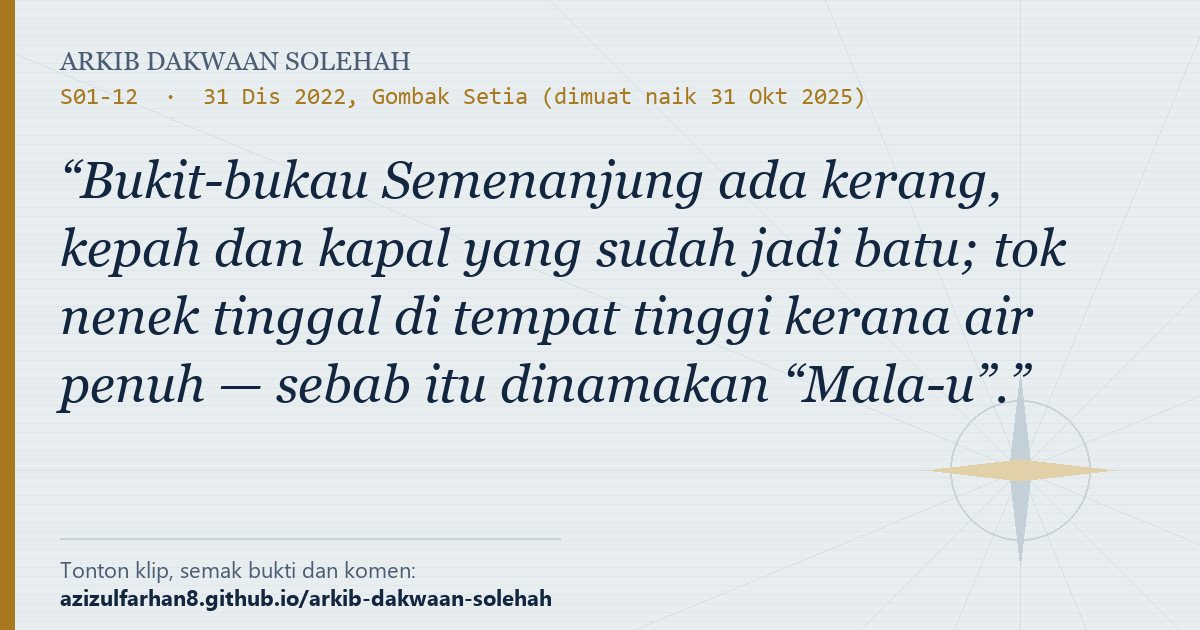 ARKIB DAKWAAN SOLEHAH
S01-12 · 31 Dis 2022, Gombak Setia (dimuat naik 31 Okt 2025)
“Bukit-bukau Semenanjung ada kerang,
kepah dan kapal yang sudah jadi batu; tok
nenek tinggal di tempat tinggi kerana air
penuh — sebab itu dinamakan “Mala-u”.”
Tonton klip, semak bukti dan komen:
azizulfarhan8.github.io/arkib-dakwaan-solehah